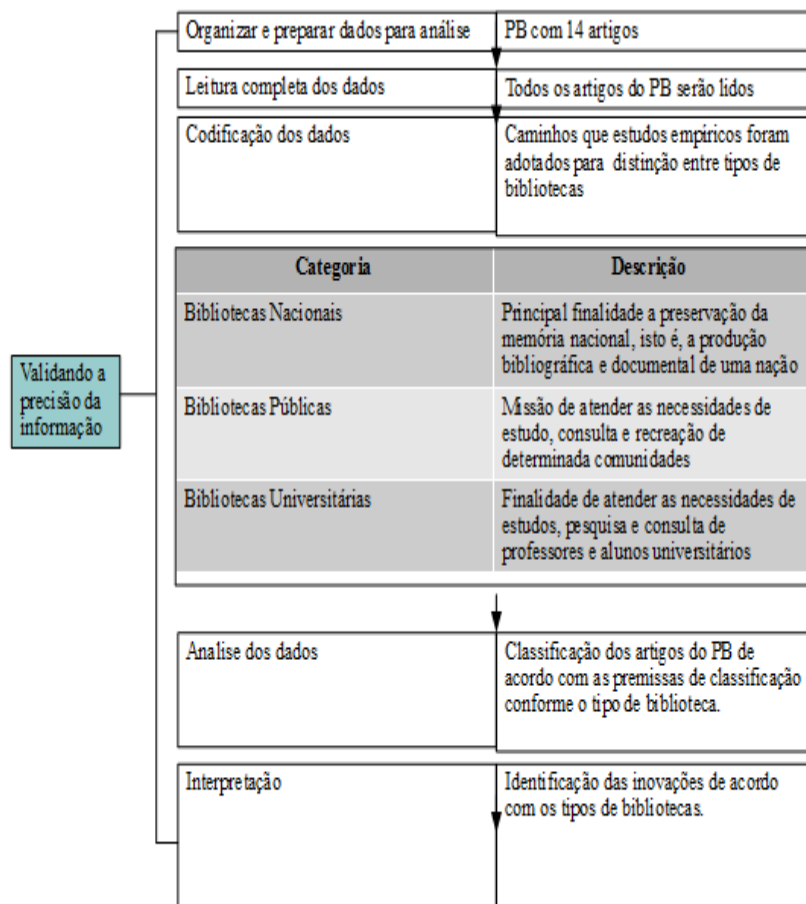 Organizar e preparar dados para análise
PB com 14 artigos
Leitura completa dos dados
Todos os artigos do PB serão lidos
Codificação dos dados
Caminhos que estudos empíricos foram
adotados para distinção entre tipos de
bibliotecas
Categoria
Descrição
Bibliotecas Nacionais
Principal finalidade a preservação da
memória nacional, isto é, a produção
bibliográfica e documental de uma nação
Validando a
precisão da
informação
Bibliotecas Públicas
Missão de atender as necessidades de
estudo, consulta e recreação de
determinada comunidades
Bibliotecas Universitárias
Finalidade de atender as necessidades de
estudos, pesquisa e consulta de
professores e alunos universitários
Analise dos dados
Classificação dos artigos do PB de
acordo com as premissas de classificação
conforme o tipo de biblioteca.
Interpretação
Identificação das inovações de acordo
com os tipos de bibliotecas.